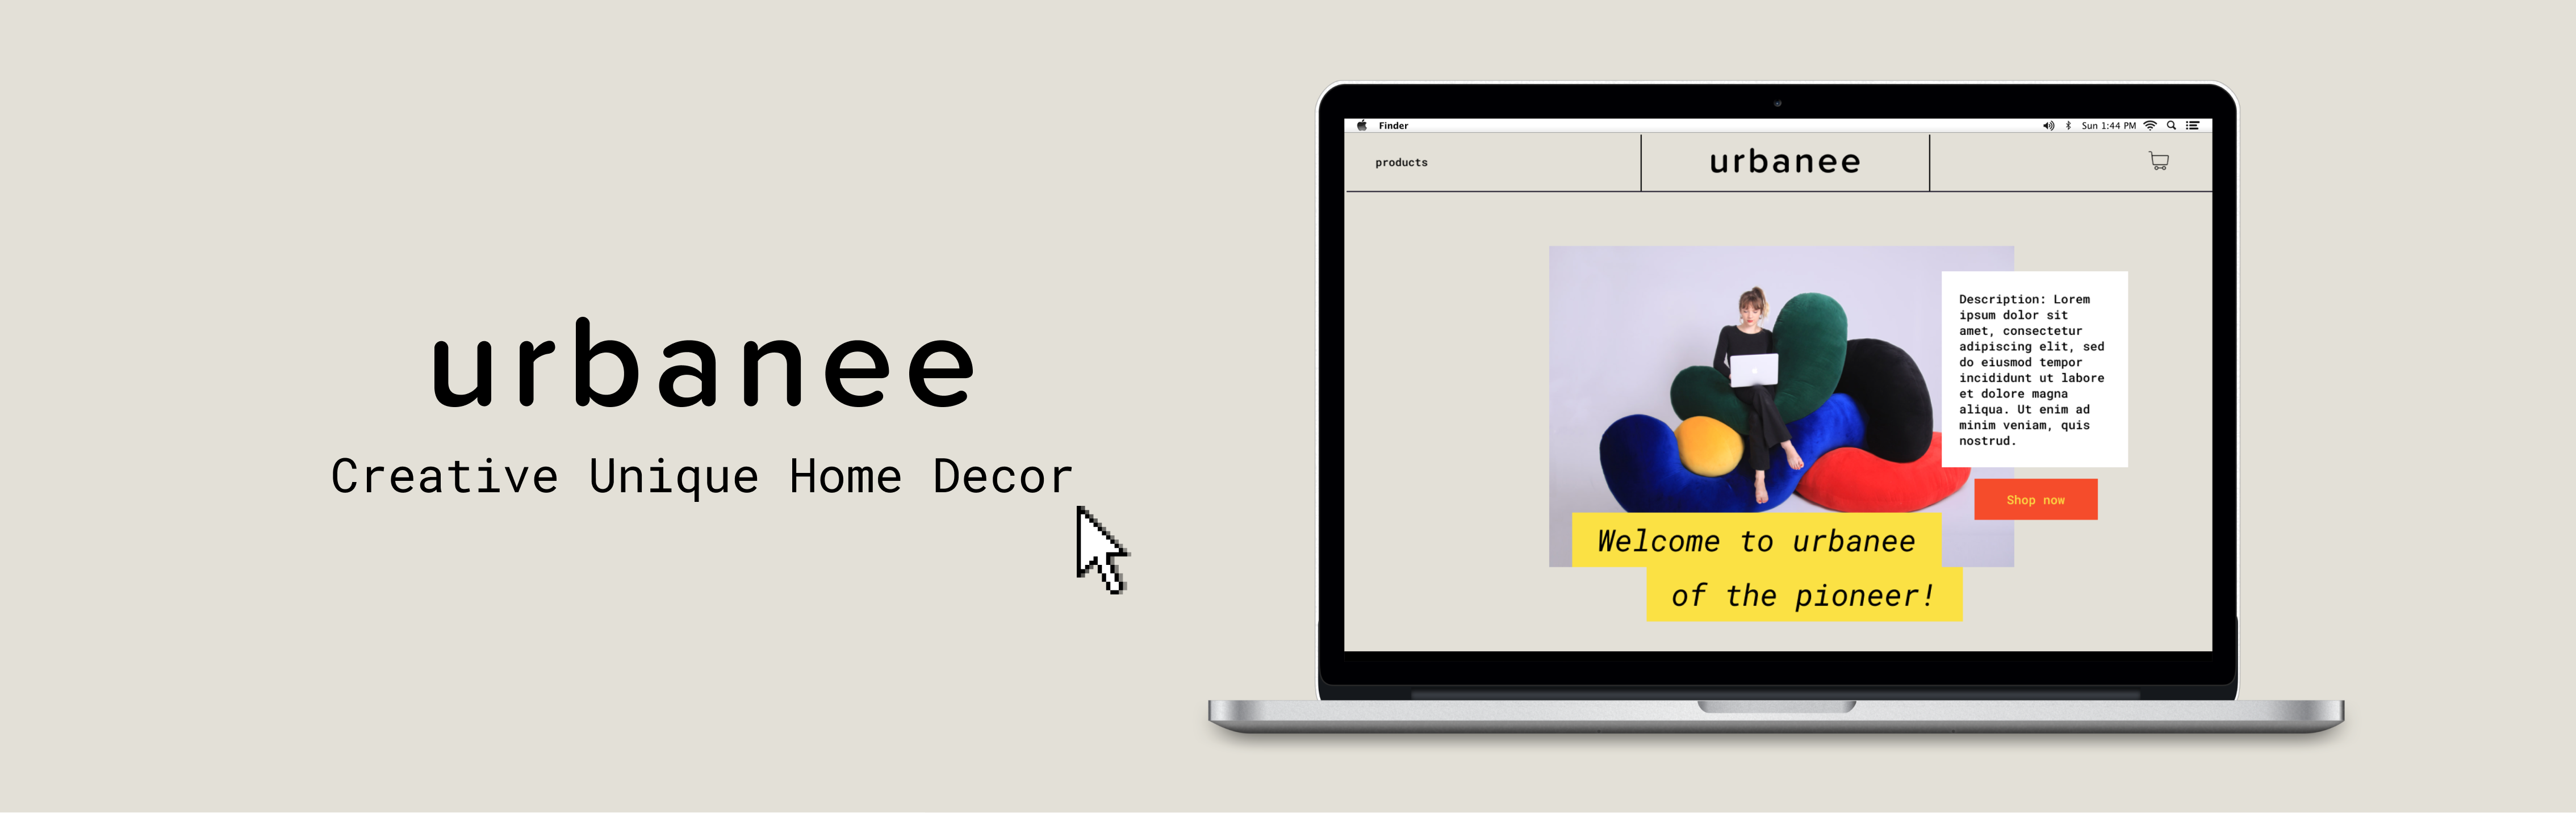 urbanee
Creative Unique Home Decor
Finder
Sun 1:44 PM
products
urbanee
Description: Lorem
ipsum dolor sit
amet, consectetur
adipiscing elit, sed
do eiusmod tempor
incididunt ut labore
et dolore magna
aliqua. Ut enim ad
minim veniam, quis
nostrud.
Shop now
Welcome to urbanee
of the pioneer!